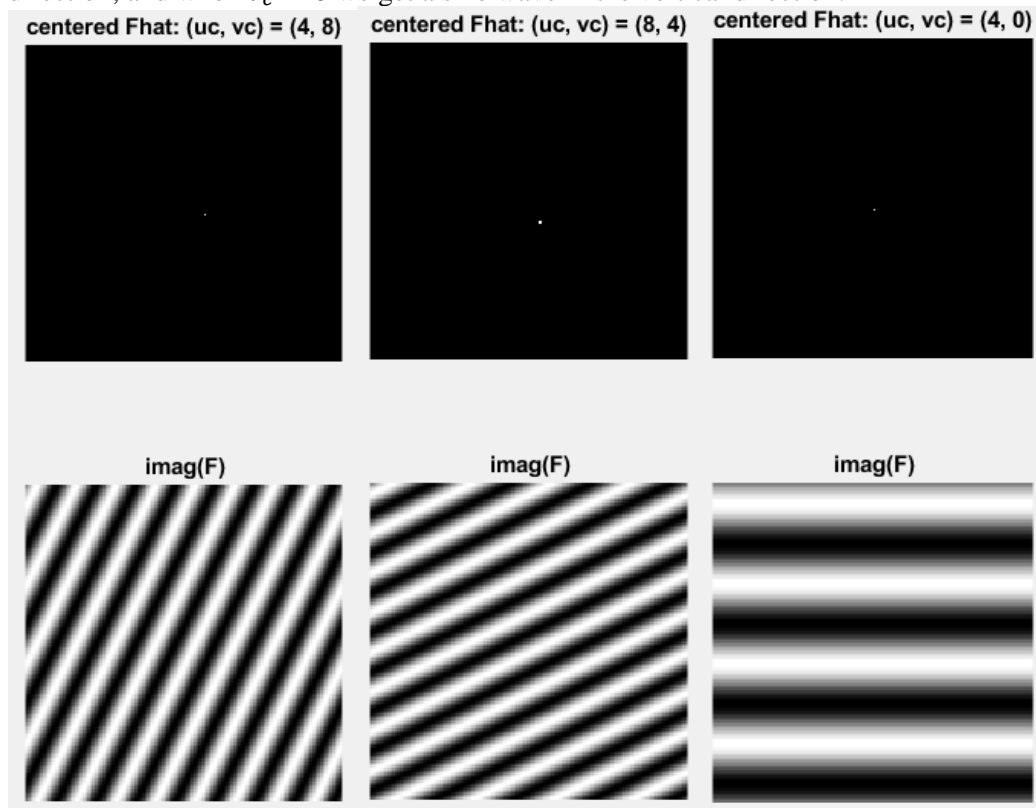 centered Fhat: (uc, vc) = (4, 8)
centered Fhat: (uc, vc) = (8, 4)
centered Fhat: (uc, vc) = (4, 0)
imag(F)
imag(F)
imag(F)